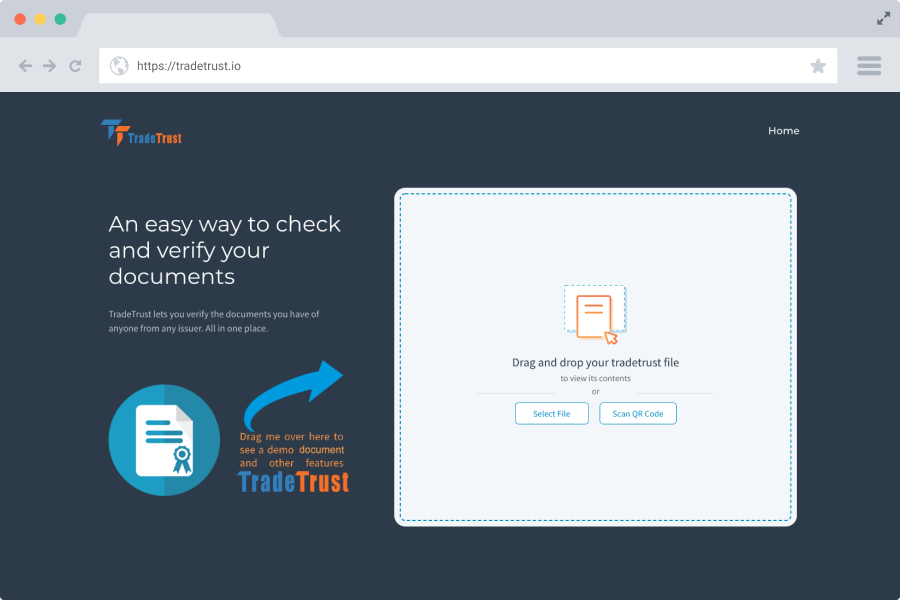 https://tradetrust.io
TradeTrust
Home
An easy way to check
and verify your
documents
TradeTrust lets you verify the documents you have of
anyone from any issuer. All in one place.
Drag me over here to
see a demo document
and other features
TradeTrust
Drag and drop your tradetrust file
to view its contents
or
Select File
Scan QR Code